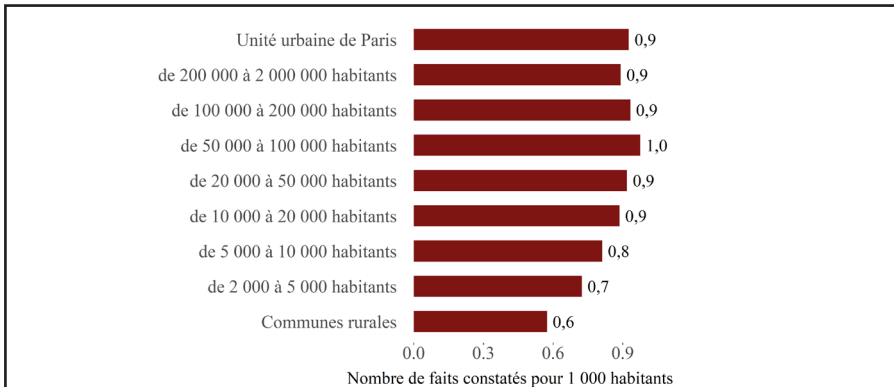 Unité urbaine de Paris 0,9
de 200 000 à 2 000 000 habitants 0,9
de 100 000 à 200 000 habitants 0,9
de 50 000 à 100 000 habitants 1,0
de 20 000 à 50 000 habitants 0,9
de 10 000 à 20 000 habitants 0,9
de 5 000 à 10 000 habitants 0,8
de 2 000 à 5 000 habitants 0,7
Communes rurales 0,6
0.0 0.3 0.6 0.9
Nombre de faits constatés pour 1 000 habitants